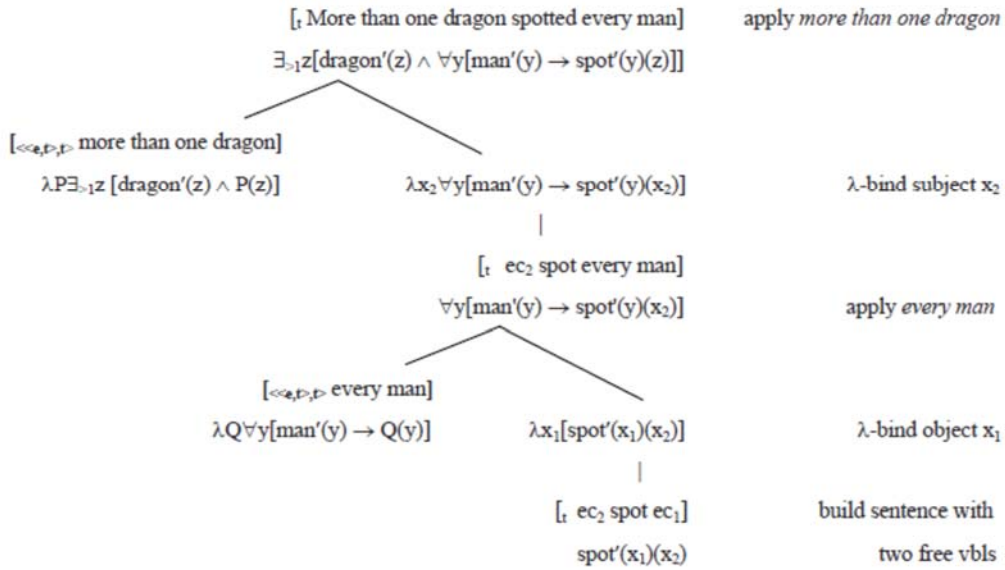 [ₜ More than one dragon spotted every man] apply more than one dragon
∃>₁z[dragon′(z) ∧ ∀y[man′(y) → spot′(y)(z)]]
[<<e,t>,t> more than one dragon]
λP∃>₁z [dragon′(z) ∧ P(z)] λx₂∀y[man′(y) → spot′(y)(x₂)] λ-bind subject x₂
[ₜ ec₂ spot every man]
∀y[man′(y) → spot′(y)(x₂)] apply every man
[<<e,t>,t> every man]
λQ∀y[man′(y) → Q(y)] λx₁[spot′(x₁)(x₂)] λ-bind object x₁
[ₜ ec₂ spot ec₁] build sentence with
spot′(x₁)(x₂) two free vbls